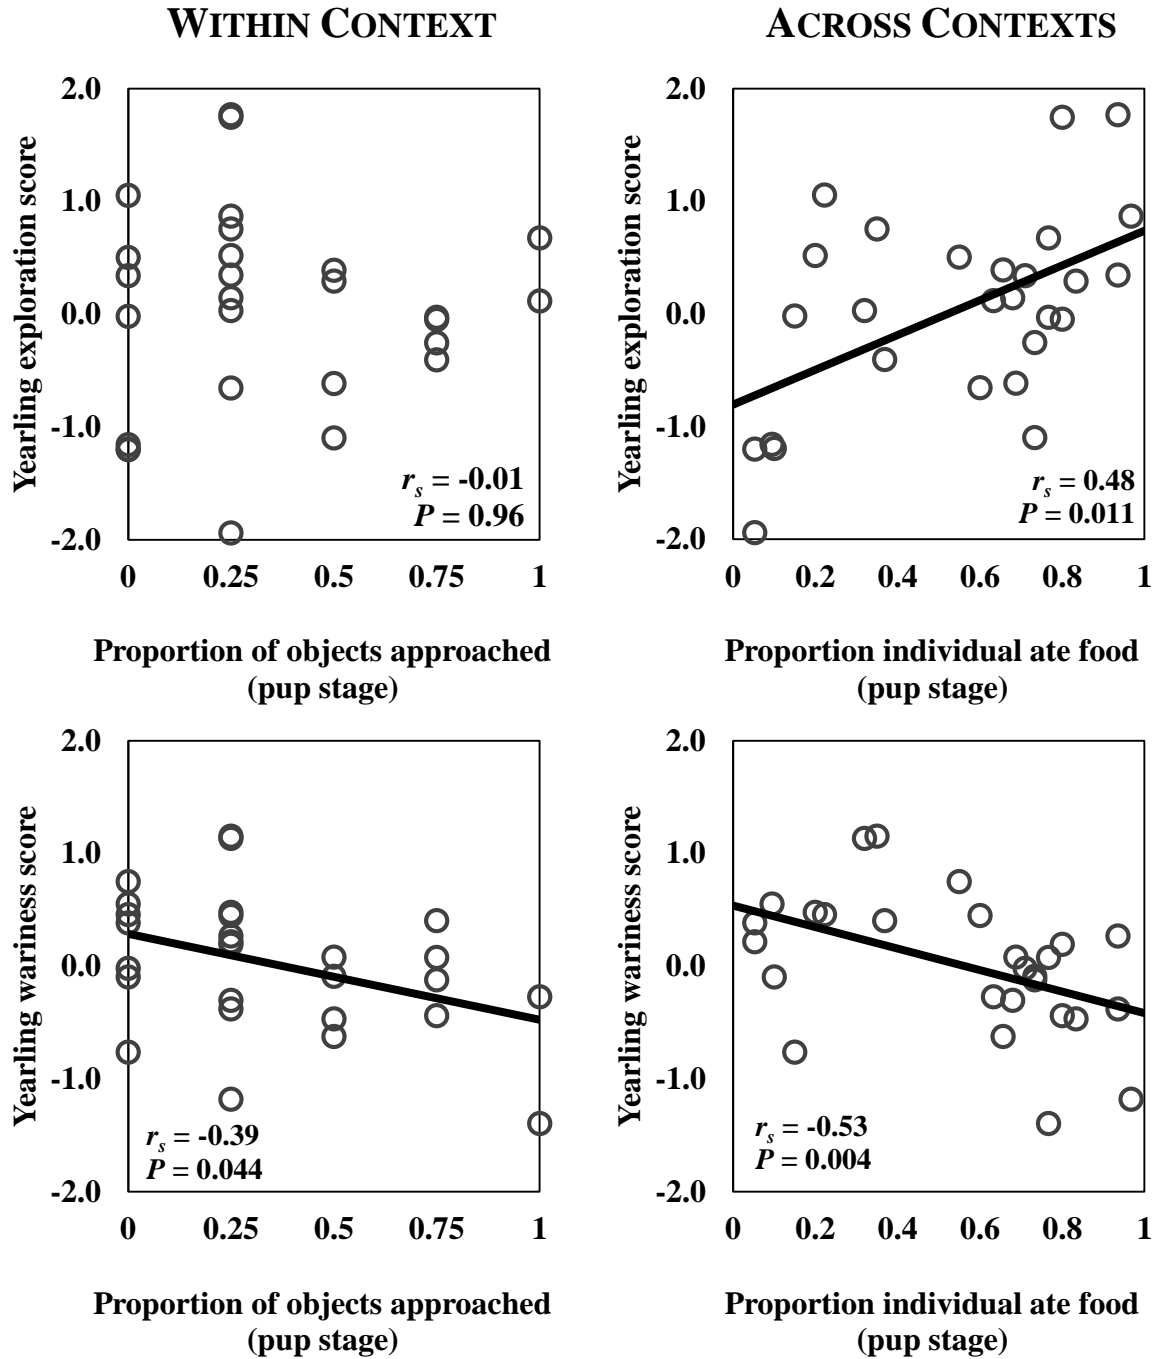 WITHIN CONTEXT
ACROSS CONTEXTS
Yearling exploration score
2.0
1.0
0.0
-1.0
-2.0
r_s = -0.01
P = 0.96
0 0.25 0.5 0.75 1
Proportion of objects approached
(pup stage)
Yearling exploration score
2.0
1.0
0.0
-1.0
-2.0
r_s = 0.48
P = 0.011
0 0.2 0.4 0.6 0.8 1
Proportion individual ate food
(pup stage)
Yearling wariness score
2.0
1.0
0.0
-1.0
-2.0
r_s = -0.39
P = 0.044
0 0.25 0.5 0.75 1
Proportion of objects approached
(pup stage)
Yearling wariness score
2.0
1.0
0.0
-1.0
-2.0
r_s = -0.53
P = 0.004
0 0.2 0.4 0.6 0.8 1
Proportion individual ate food
(pup stage)